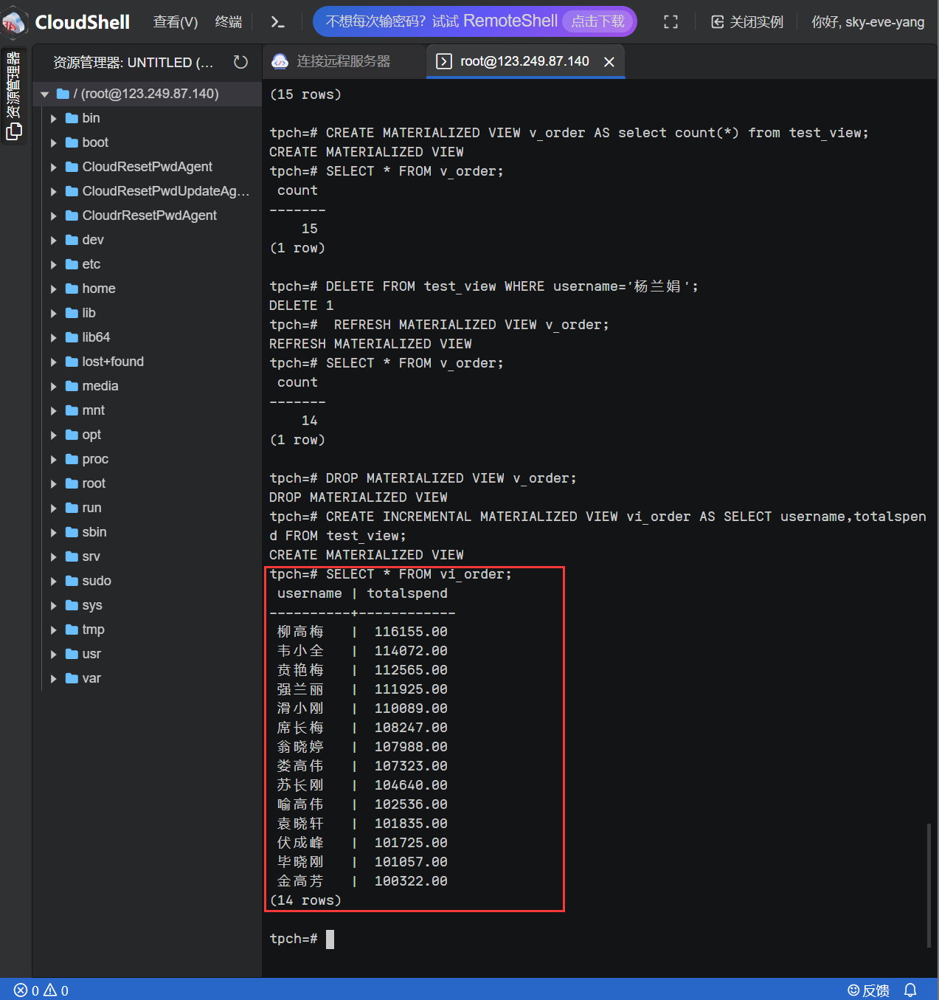 CloudShell 查看(V) 终端 不想每次输密码？试试 RemoteShell 点击下载 关闭实例 你好, sky-eve-yang
资源管理器
资源管理器: UNTITLED (...
/ (root@123.249.87.140)
bin
boot
CloudResetPwdAgent
CloudResetPwdUpdateAg...
CloudrResetPwdAgent
dev
etc
home
lib
lib64
lost+found
media
mnt
opt
proc
root
run
sbin
srv
sudo
sys
tmp
usr
var
连接远程服务器 root@123.249.87.140
(15 rows)
tpch=# CREATE MATERIALIZED VIEW v_order AS select count(*) from test_view;
CREATE MATERIALIZED VIEW
tpch=# SELECT * FROM v_order;
count
-------
15
(1 row)
tpch=# DELETE FROM test_view WHERE username='杨兰娟';
DELETE 1
tpch=#  REFRESH MATERIALIZED VIEW v_order;
REFRESH MATERIALIZED VIEW
tpch=# SELECT * FROM v_order;
count
-------
14
(1 row)
tpch=# DROP MATERIALIZED VIEW v_order;
DROP MATERIALIZED VIEW
tpch=# CREATE INCREMENTAL MATERIALIZED VIEW vi_order AS SELECT username,totalspen
d FROM test_view;
CREATE MATERIALIZED VIEW
tpch=# SELECT * FROM vi_order;
username | totalspend
----------+------------
柳高梅 | 116155.00
韦小全 | 114072.00
贲艳梅 | 112565.00
强兰丽 | 111925.00
滑小刚 | 110089.00
席长梅 | 108247.00
翁晓婷 | 107988.00
娄高伟 | 107323.00
苏长刚 | 104640.00
喻高伟 | 102536.00
袁晓轩 | 101835.00
伏成峰 | 101725.00
毕晓刚 | 101057.00
金高芳 | 100322.00
(14 rows)
tpch=#
0 0 反馈